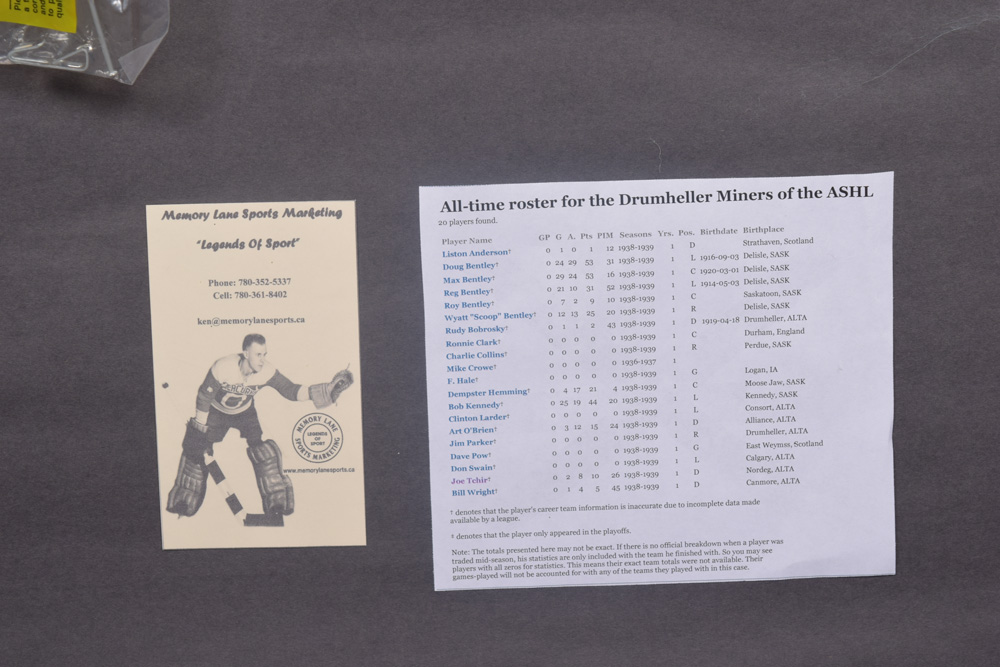 Memory Lane Sports Marketing
"Legends Of Sport"
Phone: 780-352-5337
Cell: 780-361-8402
ken@memorylanesports.ca
MEMORY LANE
SPORTS MARKETING
LEGENDS
OF
SPORT
www.memorylanesports.ca
All-time roster for the Drumheller Miners of the ASHL
20 players found.
Player Name GP G A. Pts PIM Seasons Yrs. Pos. Birthdate Birthplace
Liston Anderson† 0 1 0 1 12 1938-1939 1 D Strathaven, Scotland
Doug Bentley† 0 24 29 53 31 1938-1939 1 L 1916-09-03 Delisle, SASK
Max Bentley† 0 29 24 53 16 1938-1939 1 C 1920-03-01 Delisle, SASK
Reg Bentley† 0 21 10 31 52 1938-1939 1 L 1914-05-03 Delisle, SASK
Roy Bentley† 0 7 2 9 10 1938-1939 1 C Saskatoon, SASK
Wyatt "Scoop" Bentley† 0 12 13 25 20 1938-1939 1 R Delisle, SASK
Rudy Bobrosky† 0 1 1 2 43 1938-1939 1 D 1919-04-18 Drumheller, ALTA
Ronnie Clark† 0 0 0 0 0 1938-1939 1 C Durham, England
Charlie Collins† 0 0 0 0 0 1938-1939 1 R Perdue, SASK
Mike Crowe† 0 0 0 0 0 1936-1937 1
F. Hale† 0 0 0 0 0 1938-1939 1 G Logan, IA
Dempster Hemming† 0 4 17 21 4 1938-1939 1 C Moose Jaw, SASK
Bob Kennedy† 0 25 19 44 20 1938-1939 1 L Kennedy, SASK
Clinton Larder† 0 0 0 0 0 1938-1939 1 L Consort, ALTA
Art O'Brien† 0 3 12 15 24 1938-1939 1 D Alliance, ALTA
Jim Parker† 0 0 0 0 0 1938-1939 1 R Drumheller, ALTA
Dave Pow† 0 0 0 0 0 1938-1939 1 G East Weymss, Scotland
Don Swain† 0 0 0 0 0 1938-1939 1 L Calgary, ALTA
Joe Tchir† 0 2 8 10 26 1938-1939 1 D Nordeg, ALTA
Bill Wright† 0 1 4 5 45 1938-1939 1 D Canmore, ALTA
† denotes that the player's career team information is inaccurate due to incomplete data made
available by a league.
‡ denotes that the player only appeared in the playoffs.
Note: The totals presented here may not be exact. If there is no official breakdown when a player was
traded mid-season, his statistics are only included with the team he finished with. So you may see
players with all zeros for statistics. This means their exact team totals were not available. Their
games-played will not be accounted for with any of the teams they played with in this case.